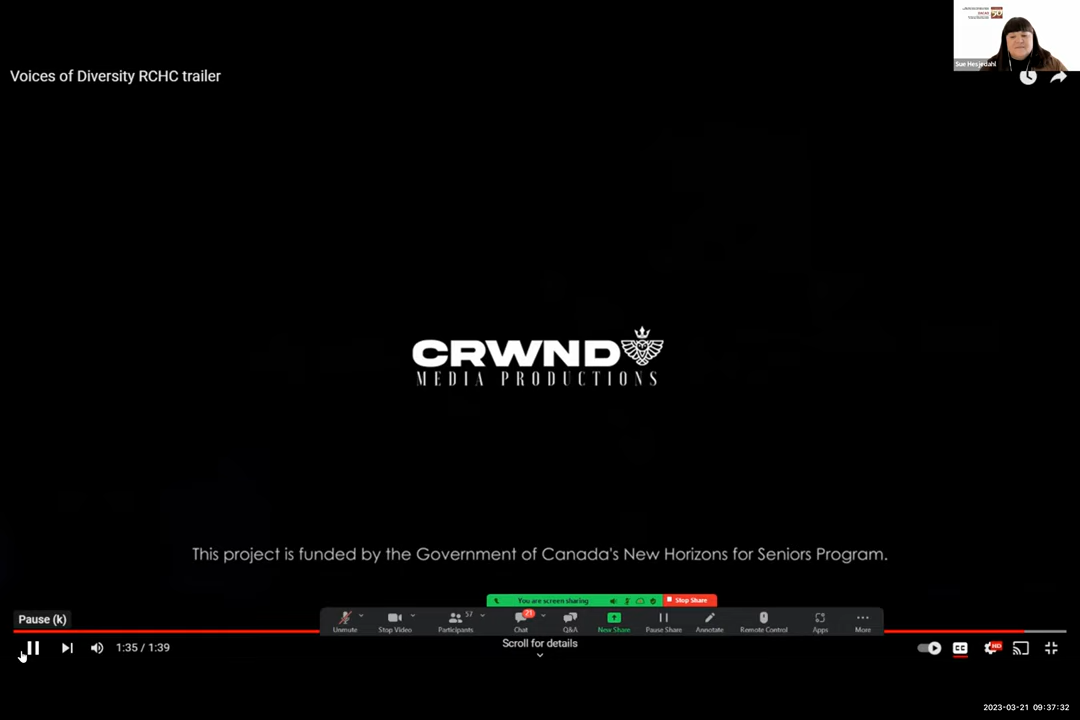 Sue Hesjedahl
Voices of Diversity RCHC trailer
CRWND
MEDIA PRODUCTIONS
This project is funded by the Government of Canada's New Horizons for Seniors Program.
You are screen sharing
Stop Share
Pause (k)
Unmute
Stop Video
57
Participants
21
Chat
Q&A
New Share
Pause Share
Annotate
Remote Control
Apps
More
Scroll for details
1:35 / 1:39
CC
HD
2023-03-21 09:37:32